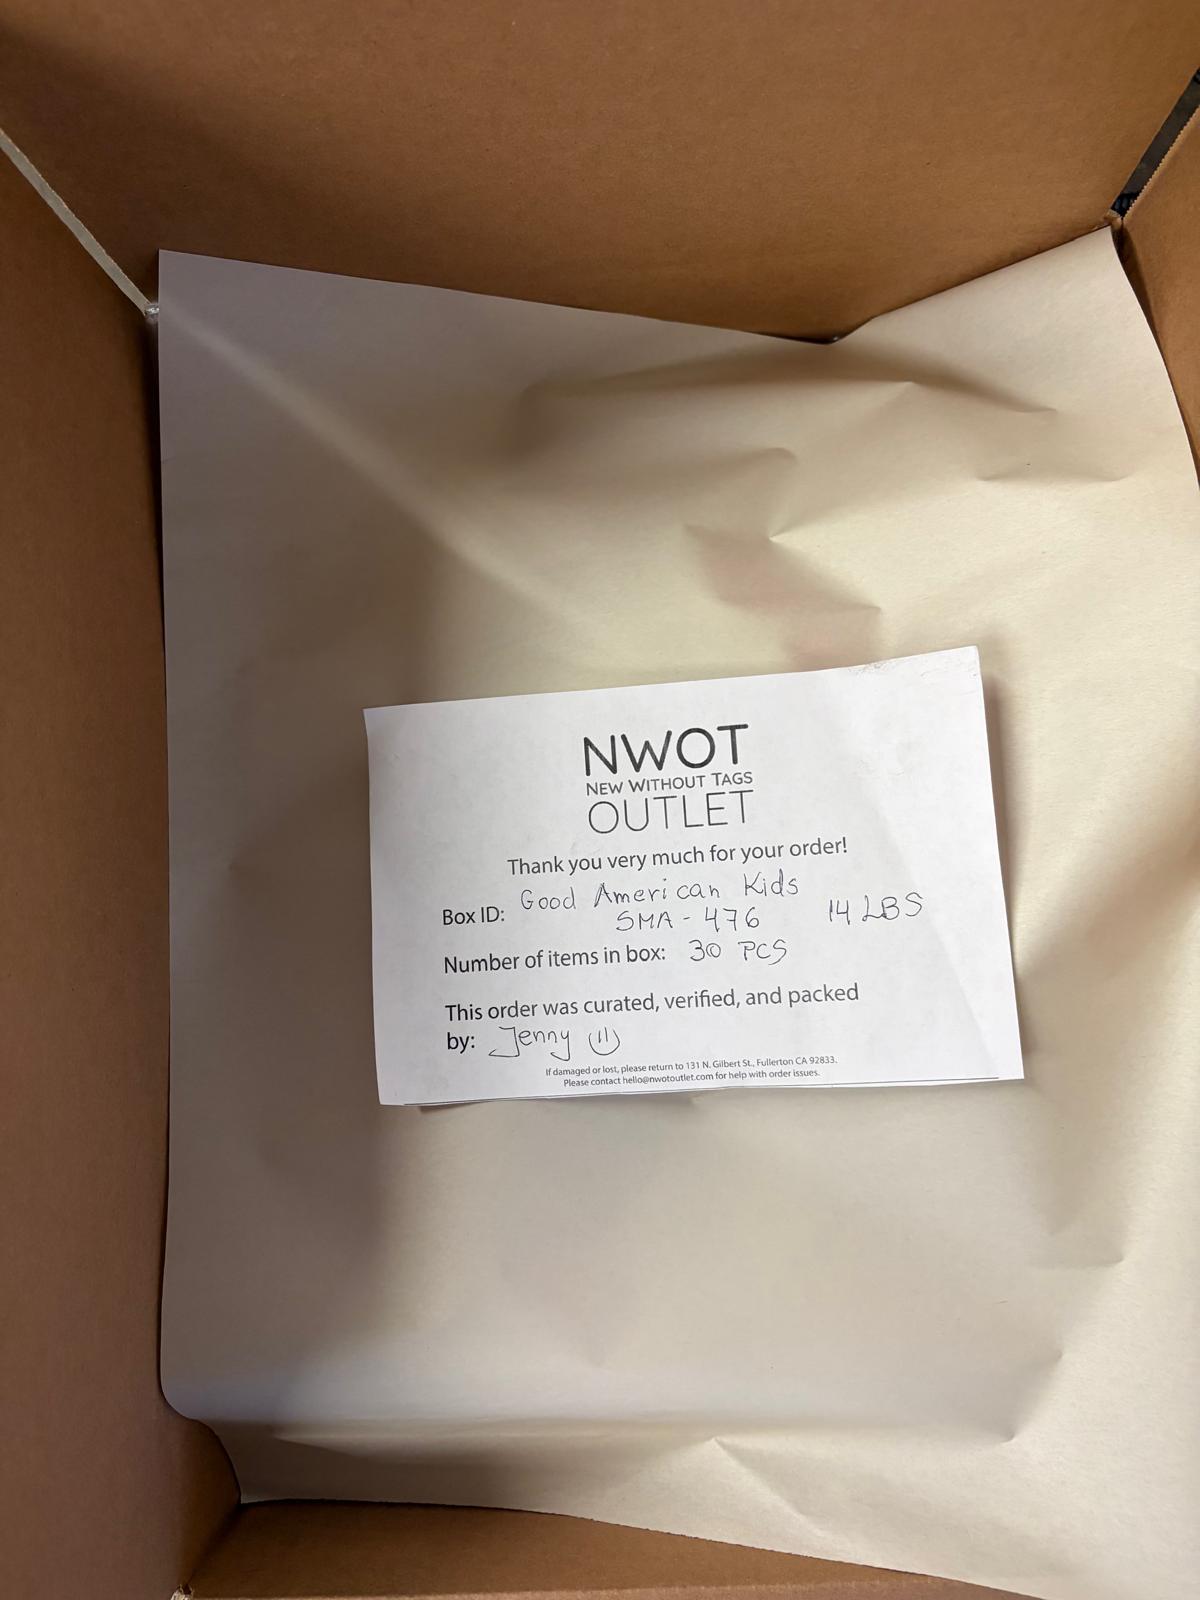 NWOT
NEW WITHOUT TAGS
OUTLET
Thank you very much for your order!
Box ID: Good American Kids
SMA - 476 14 LBS
Number of items in box: 30 PCS
This order was curated, verified, and packed
by: Jenny
If damaged or lost, please return to 131 N. Gilbert St., Fullerton CA 92833.
Please contact hello@nwotoutlet.com for help with order issues.